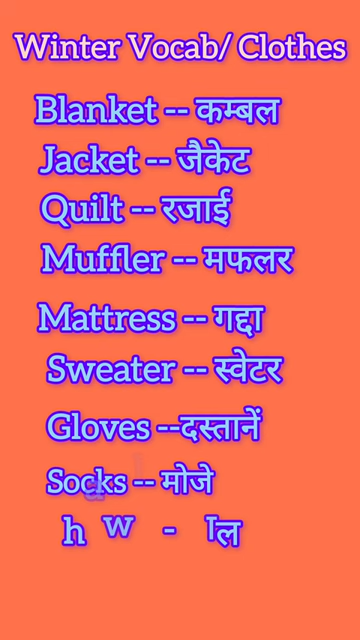 Winter Vocab/ Clothes
Blanket -- कम्बल
Jacket -- जैकेट
Quilt -- रजाई
Muffler -- मफलर
Mattress -- गद्दा
Sweater -- स्वेटर
Gloves --दस्तानें
Socks -- मोजे